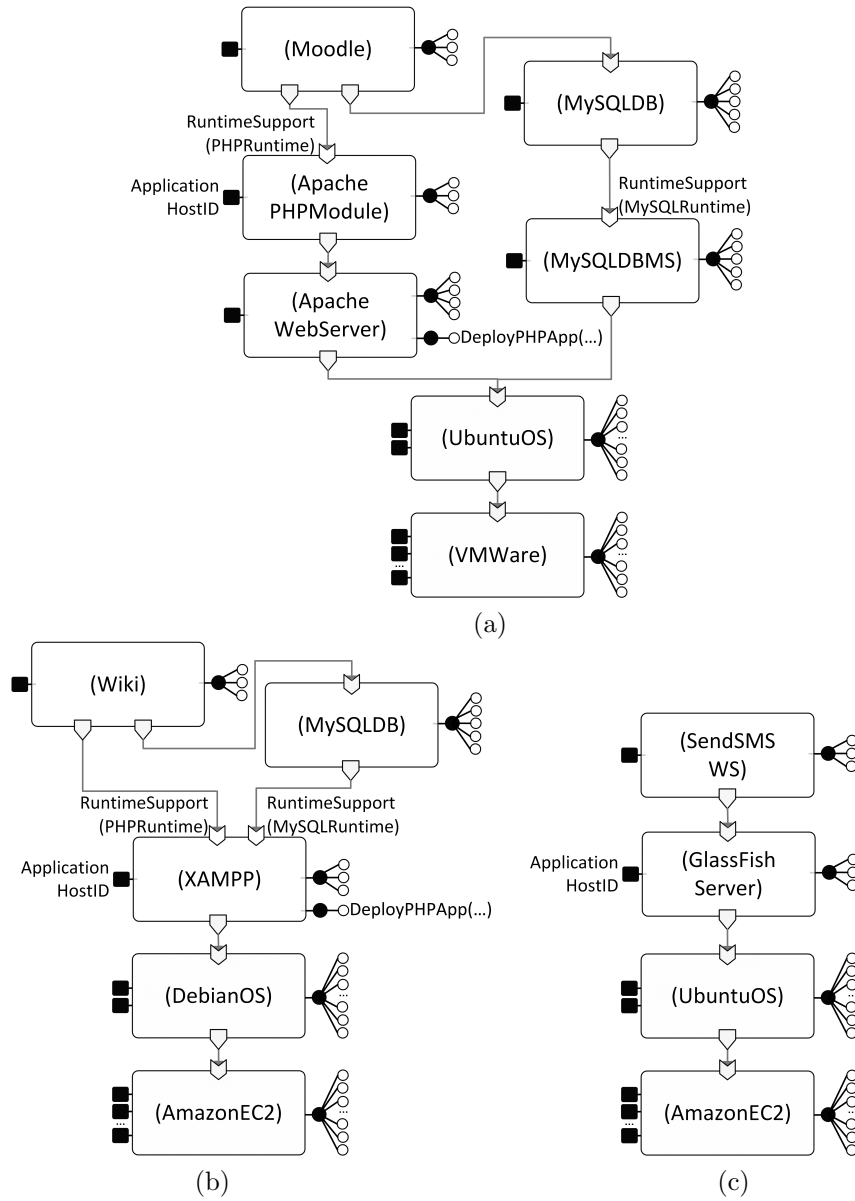 (Moodle)
(MySQLDB)
RuntimeSupport
(PHPRuntime)
Application
HostID
(Apache
PHPModule)
RuntimeSupport
(MySQLRuntime)
(MySQLDBMS)
(Apache
WebServer)
DeployPHPApp(...)
(UbuntuOS)
...
(VMWare)
...
...
(a)
(Wiki)
(MySQLDB)
RuntimeSupport
(PHPRuntime)
RuntimeSupport
(MySQLRuntime)
Application
HostID
(XAMPP)
DeployPHPApp(...)
(DebianOS)
...
(AmazonEC2)
...
...
(b)
(SendSMS
WS)
Application
HostID
(GlassFish
Server)
(UbuntuOS)
...
(AmazonEC2)
...
...
(c)